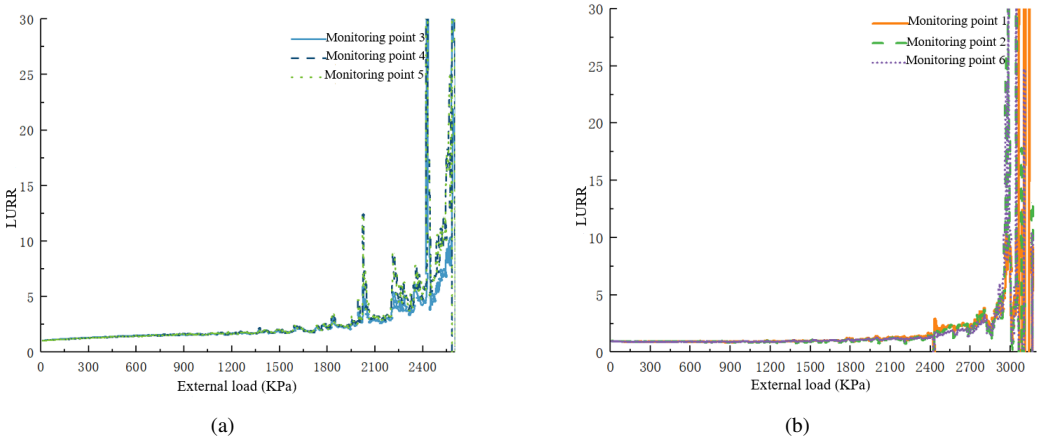 30
25
20
15
10
5
0
LURR
Monitoring point 3
Monitoring point 4
Monitoring point 5
0 300 600 900 1200 1500 1800 2100 2400
External load (KPa)
(a)
30
25
20
15
10
5
0
LURR
Monitoring point 1
Monitoring point 2
Monitoring point 6
0 300 600 900 1200 1500 1800 2100 2400 2700 3000
External load (KPa)
(b)